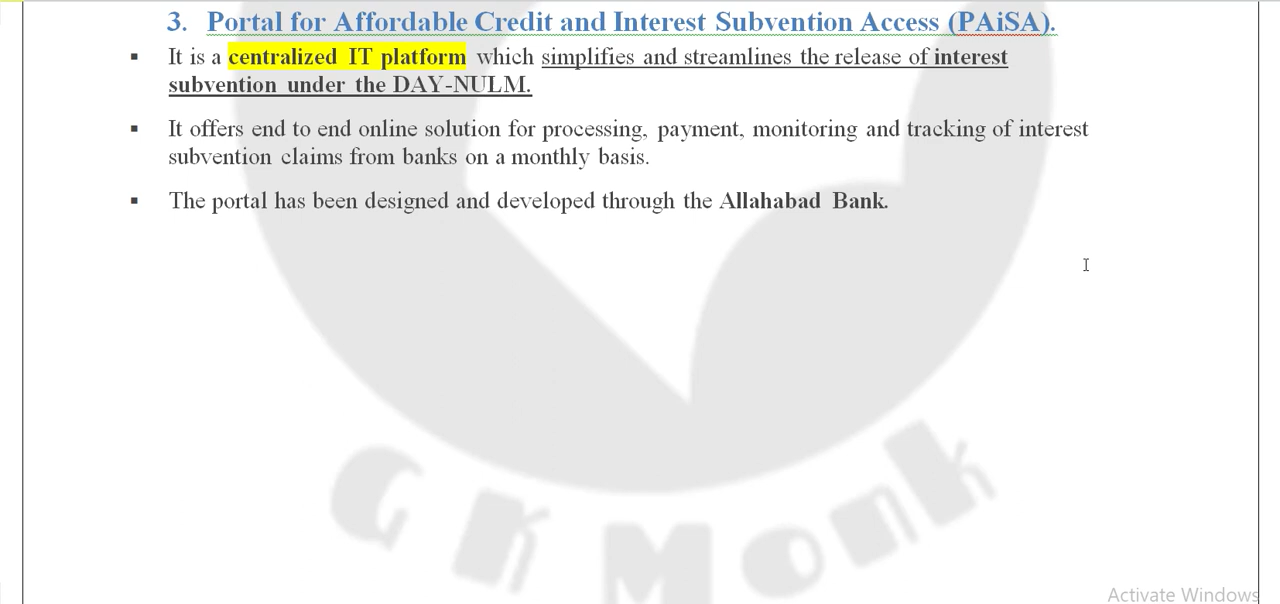 3. Portal for Affordable Credit and Interest Subvention Access (PAiSA).
▪ It is a centralized IT platform which simplifies and streamlines the release of interest
subvention under the DAY-NULM.
▪ It offers end to end online solution for processing, payment, monitoring and tracking of interest
subvention claims from banks on a monthly basis.
▪ The portal has been designed and developed through the Allahabad Bank.
GK Monk
Activate Windows